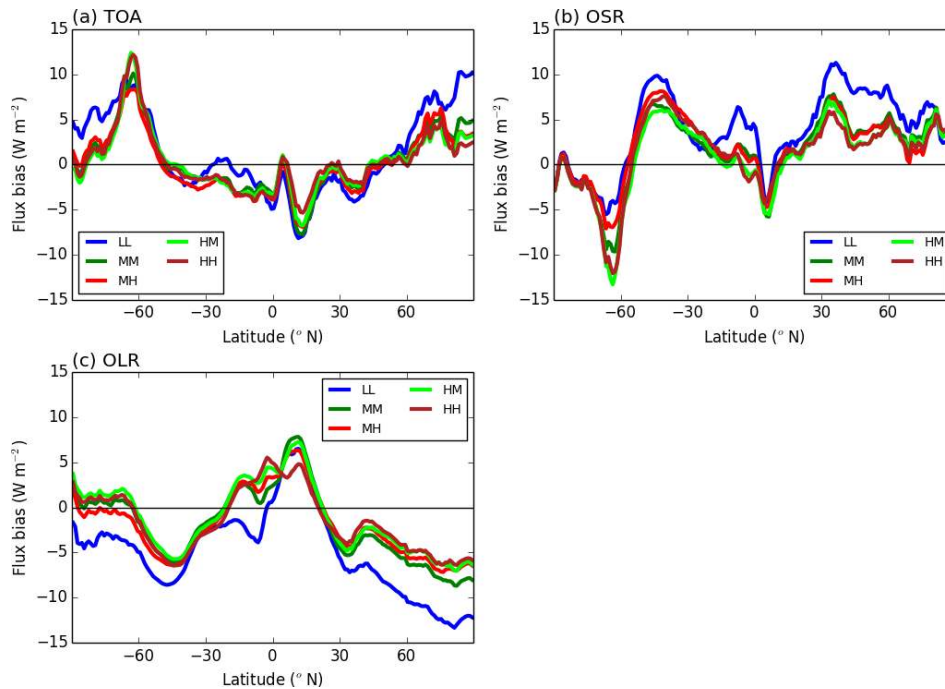 (a) TOA
15
10
5
0
−5
−10
−15
Flux bias (W m⁻²)
LL HM
MM HH
MH
−60 −30 0 30 60
Latitude (° N)
(b) OSR
15
10
5
0
−5
−10
−15
Flux bias (W m⁻²)
LL HM
MM HH
MH
−60 −30 0 30 60
Latitude (° N)
(c) OLR
15
10
5
0
−5
−10
−15
Flux bias (W m⁻²)
LL HM
MM HH
MH
−60 −30 0 30 60
Latitude (° N)